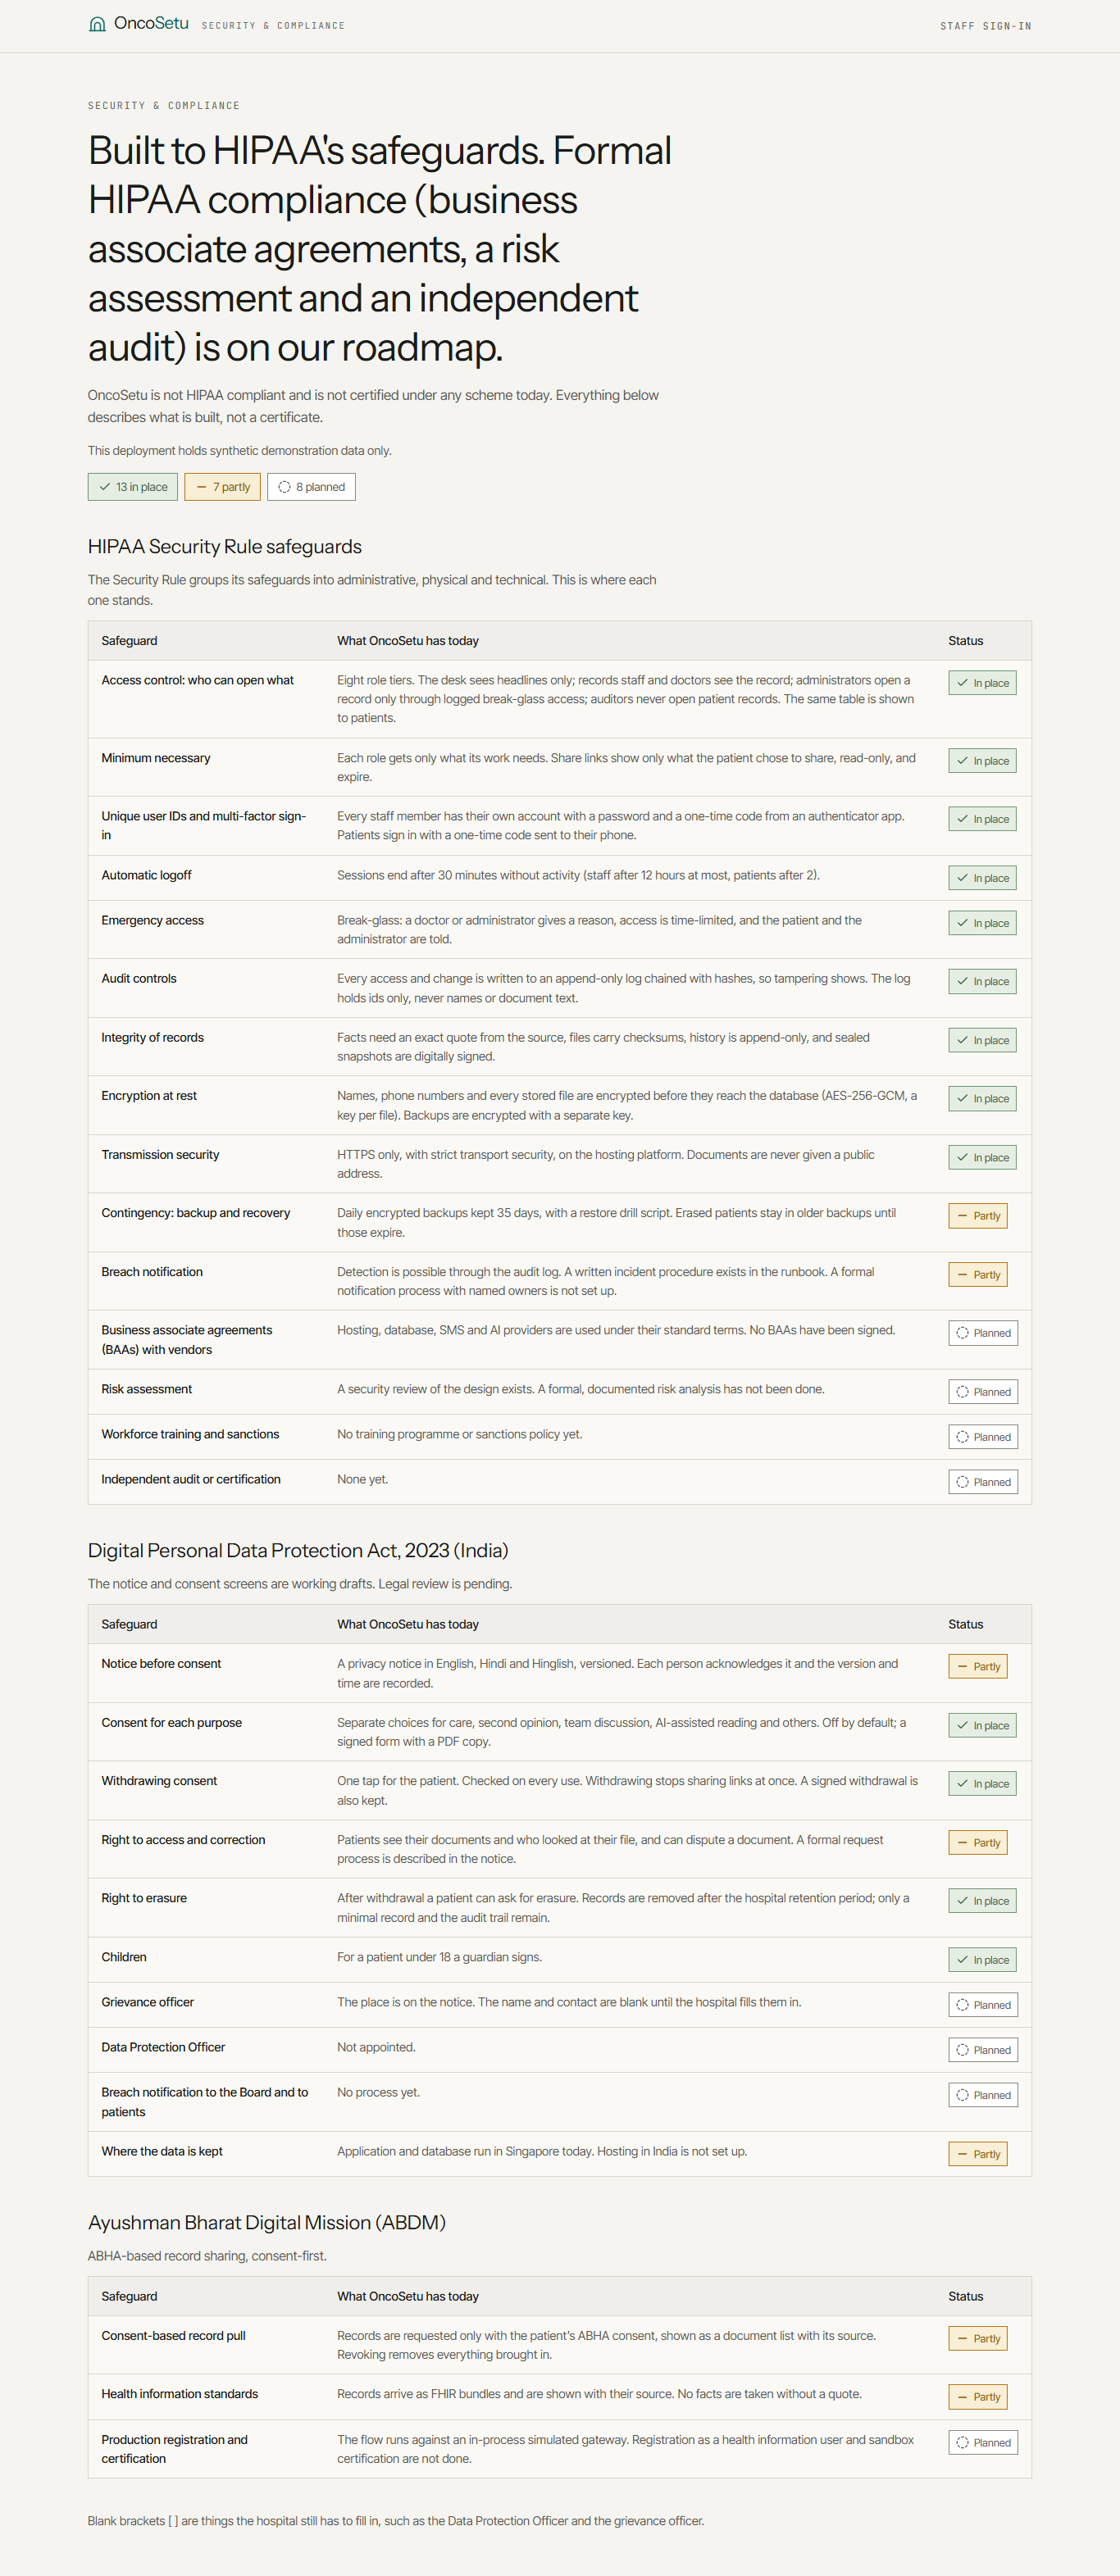 OncoSetu SECURITY & COMPLIANCE STAFF SIGN-IN
SECURITY & COMPLIANCE
Built to HIPAA's safeguards. Formal
HIPAA compliance (business
associate agreements, a risk
assessment and an independent
audit) is on our roadmap.
OncoSetu is not HIPAA compliant and is not certified under any scheme today. Everything below
describes what is built, not a certificate.
This deployment holds synthetic demonstration data only.
13 in place 7 partly 8 planned
HIPAA Security Rule safeguards
The Security Rule groups its safeguards into administrative, physical and technical. This is where each
one stands.
Safeguard What OncoSetu has today Status
Access control: who can open what
Eight role tiers. The desk sees headlines only; records staff and doctors see the record; administrators open a
record only through logged break-glass access; auditors never open patient records. The same table is shown
to patients.
In place
Minimum necessary
Each role gets only what its work needs. Share links show only what the patient chose to share, read-only, and
expire.
In place
Unique user IDs and multi-factor sign-
in
Every staff member has their own account with a password and a one-time code from an authenticator app.
Patients sign in with a one-time code sent to their phone.
In place
Automatic logoff
Sessions end after 30 minutes without activity (staff after 12 hours at most, patients after 2).
In place
Emergency access
Break-glass: a doctor or administrator gives a reason, access is time-limited, and the patient and the
administrator are told.
In place
Audit controls
Every access and change is written to an append-only log chained with hashes, so tampering shows. The log
holds ids only, never names or document text.
In place
Integrity of records
Facts need an exact quote from the source, files carry checksums, history is append-only, and sealed
snapshots are digitally signed.
In place
Encryption at rest
Names, phone numbers and every stored file are encrypted before they reach the database (AES-256-GCM, a
key per file). Backups are encrypted with a separate key.
In place
Transmission security
HTTPS only, with strict transport security, on the hosting platform. Documents are never given a public
address.
In place
Contingency: backup and recovery
Daily encrypted backups kept 35 days, with a restore drill script. Erased patients stay in older backups until
those expire.
Partly
Breach notification
Detection is possible through the audit log. A written incident procedure exists in the runbook. A formal
notification process with named owners is not set up.
Partly
Business associate agreements
(BAAs) with vendors
Hosting, database, SMS and AI providers are used under their standard terms. No BAAs have been signed.
Planned
Risk assessment
A security review of the design exists. A formal, documented risk analysis has not been done.
Planned
Workforce training and sanctions
No training programme or sanctions policy yet.
Planned
Independent audit or certification
None yet.
Planned
Digital Personal Data Protection Act, 2023 (India)
The notice and consent screens are working drafts. Legal review is pending.
Safeguard What OncoSetu has today Status
Notice before consent
A privacy notice in English, Hindi and Hinglish, versioned. Each person acknowledges it and the version and
time are recorded.
Partly
Consent for each purpose
Separate choices for care, second opinion, team discussion, AI-assisted reading and others. Off by default; a
signed form with a PDF copy.
In place
Withdrawing consent
One tap for the patient. Checked on every use. Withdrawing stops sharing links at once. A signed withdrawal is
also kept.
In place
Right to access and correction
Patients see their documents and who looked at their file, and can dispute a document. A formal request
process is described in the notice.
Partly
Right to erasure
After withdrawal a patient can ask for erasure. Records are removed after the hospital retention period; only a
minimal record and the audit trail remain.
In place
Children
For a patient under 18 a guardian signs.
In place
Grievance officer
The place is on the notice. The name and contact are blank until the hospital fills them in.
Planned
Data Protection Officer
Not appointed.
Planned
Breach notification to the Board and to
patients
No process yet.
Planned
Where the data is kept
Application and database run in Singapore today. Hosting in India is not set up.
Partly
Ayushman Bharat Digital Mission (ABDM)
ABHA-based record sharing, consent-first.
Safeguard What OncoSetu has today Status
Consent-based record pull
Records are requested only with the patient's ABHA consent, shown as a document list with its source.
Revoking removes everything brought in.
Partly
Health information standards
Records arrive as FHIR bundles and are shown with their source. No facts are taken without a quote.
Partly
Production registration and
certification
The flow runs against an in-process simulated gateway. Registration as a health information user and sandbox
certification are not done.
Planned
Blank brackets [ ] are things the hospital still has to fill in, such as the Data Protection Officer and the grievance officer.